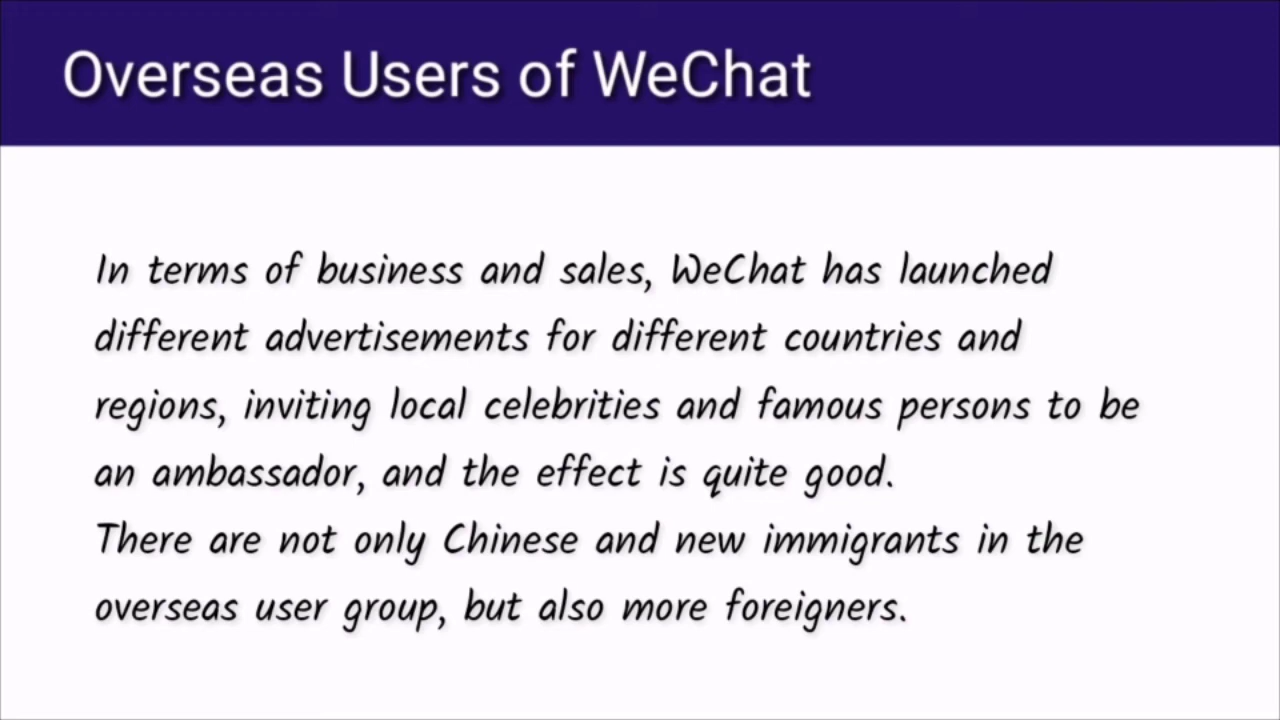 Overseas Users of WeChat
In terms of business and sales, WeChat has launched
different advertisements for different countries and
regions, inviting local celebrities and famous persons to be
an ambassador, and the effect is quite good.
There are not only Chinese and new immigrants in the
overseas user group, but also more foreigners.